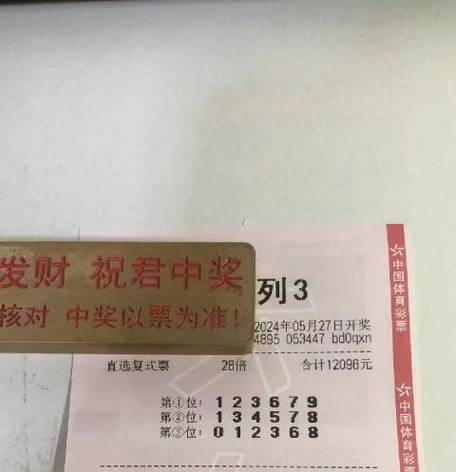 发财 祝君中奖
核对 中奖以票为准!
列3
2024年05月27日开奖
4895 053447 bd0qxn
直选复式票 28倍 合计12096元
第①位: 1 2 3 6 7 9
第②位: 1 3 4 5 7 8
第③位: 0 1 2 3 6 8
中国体育彩票
中国体育彩票